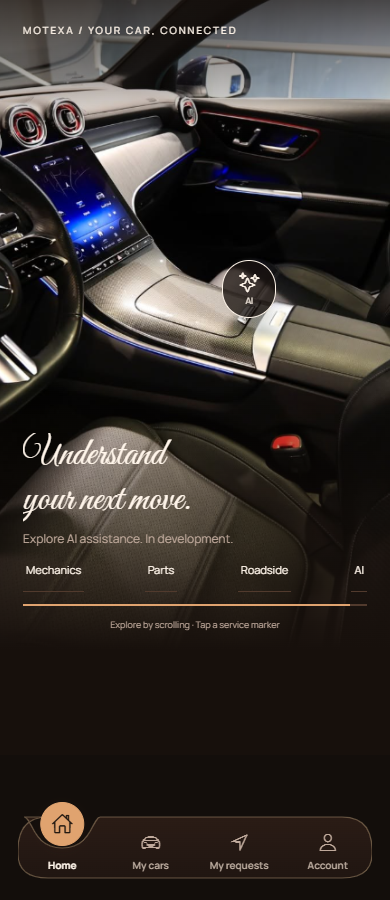 MOTEXA / YOUR CAR, CONNECTED
AI
Understand
your next move.
Explore AI assistance. In development.
Mechanics Parts Roadside AI
Explore by scrolling · Tap a service marker
Home My cars My requests Account